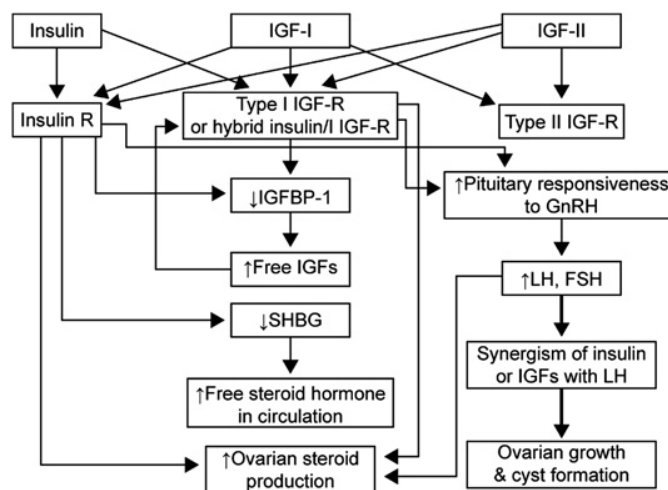 Insulin
IGF-I
IGF-II
Insulin R
Type I IGF-R
or hybrid insulin/I IGF-R
Type II IGF-R
↓IGFBP-1
↑Pituitary responsiveness
to GnRH
↑Free IGFs
↑LH, FSH
↓SHBG
Synergism of insulin
or IGFs with LH
↑Free steroid hormone
in circulation
↑Ovarian steroid
production
Ovarian growth
& cyst formation